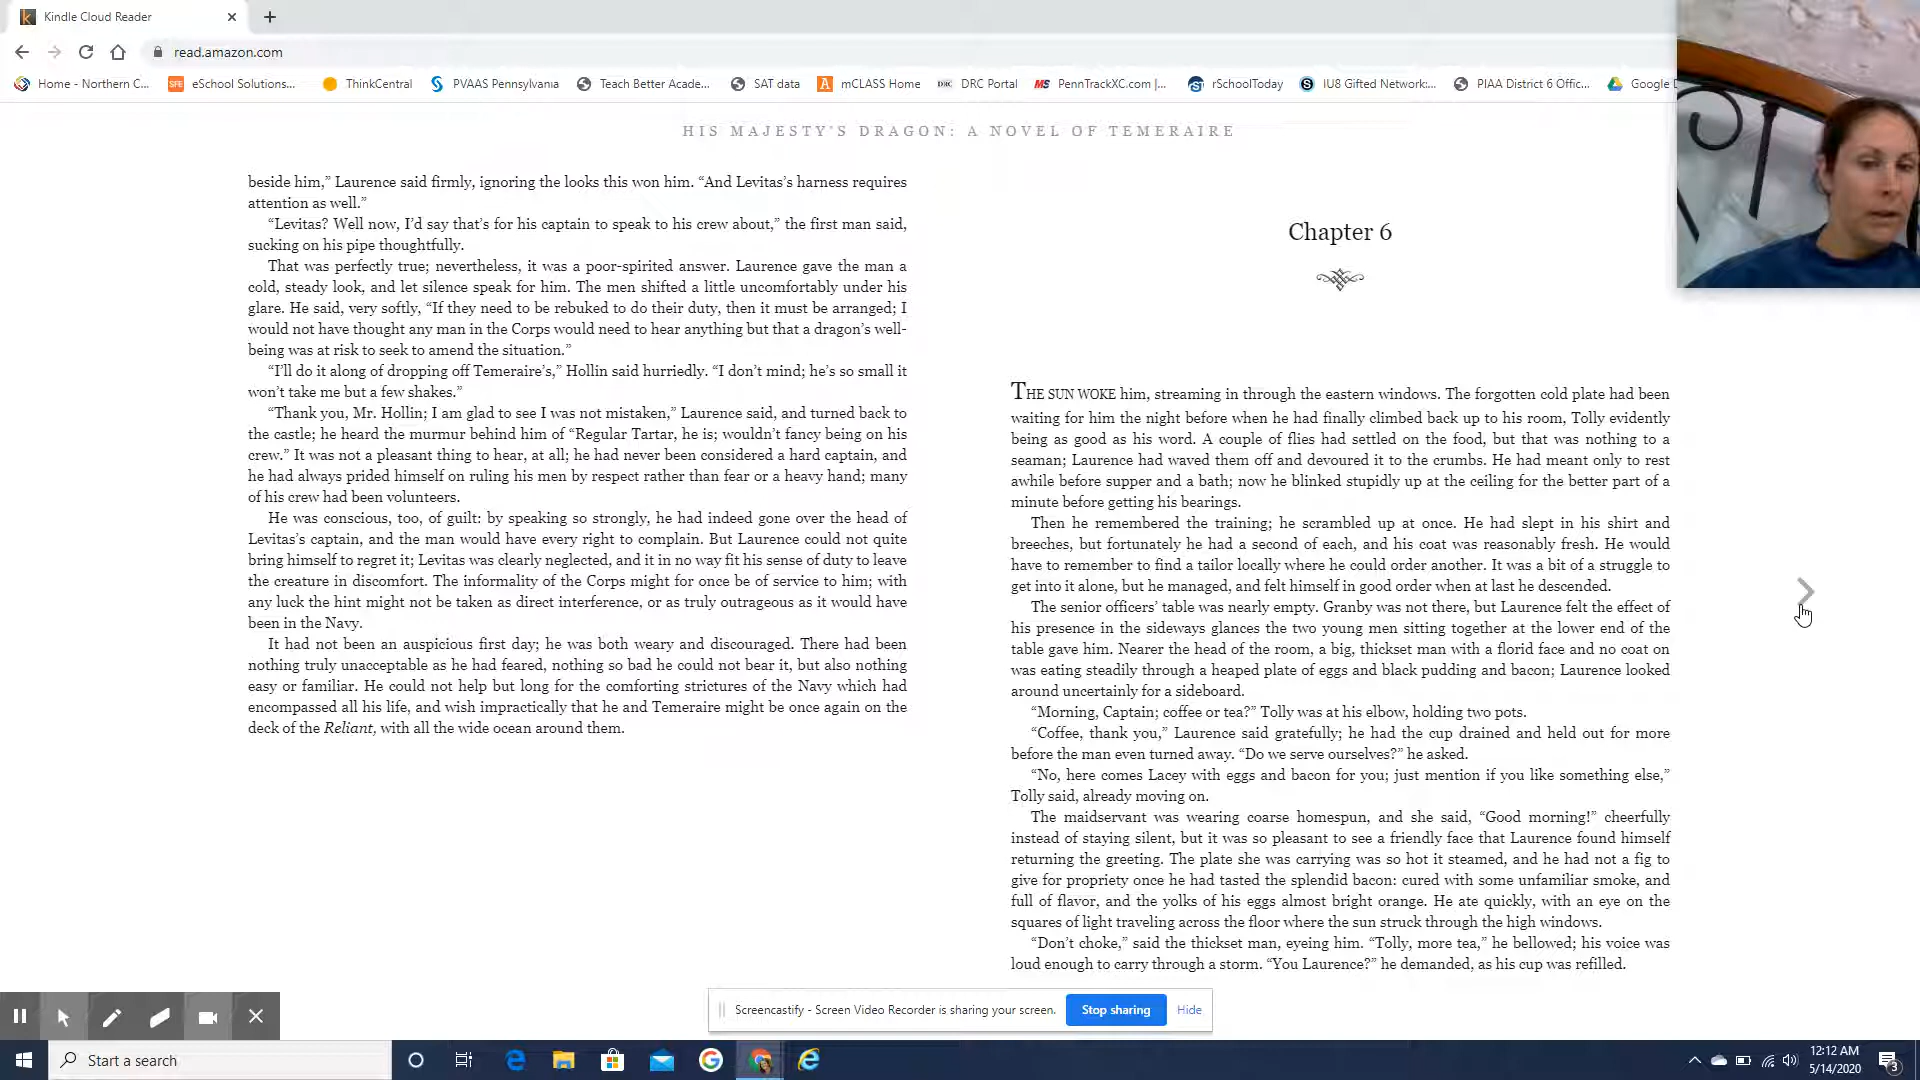 Kindle Cloud Reader
read.amazon.com
Home - Northern C...
SFE
eSchool Solutions...
ThinkCentral
PVAAS Pennsylvania
Teach Better Acade...
SAT data
mCLASS Home
DRC
DRC Portal
MS
PennTrackXC.com |...
rSchoolToday
IU8 Gifted Network:...
PIAA District 6 Offic...
Google D
HIS MAJESTY'S DRAGON: A NOVEL OF TEMERAIRE
beside him,” Laurence said firmly, ignoring the looks this won him. “And Levitas’s harness requires
attention as well.”
“Levitas? Well now, I’d say that’s for his captain to speak to his crew about,” the first man said,
sucking on his pipe thoughtfully.
That was perfectly true; nevertheless, it was a poor-spirited answer. Laurence gave the man a
cold, steady look, and let silence speak for him. The men shifted a little uncomfortably under his
glare. He said, very softly, “If they need to be rebuked to do their duty, then it must be arranged; I
would not have thought any man in the Corps would need to hear anything but that a dragon’s well-
being was at risk to seek to amend the situation.”
“I’ll do it along of dropping off Temeraire’s,” Hollin said hurriedly. “I don’t mind; he’s so small it
won’t take me but a few shakes.”
“Thank you, Mr. Hollin; I am glad to see I was not mistaken,” Laurence said, and turned back to
the castle; he heard the murmur behind him of “Regular Tartar, he is; wouldn’t fancy being on his
crew.” It was not a pleasant thing to hear, at all; he had never been considered a hard captain, and
he had always prided himself on ruling his men by respect rather than fear or a heavy hand; many
of his crew had been volunteers.
He was conscious, too, of guilt: by speaking so strongly, he had indeed gone over the head of
Levitas’s captain, and the man would have every right to complain. But Laurence could not quite
bring himself to regret it; Levitas was clearly neglected, and it in no way fit his sense of duty to leave
the creature in discomfort. The informality of the Corps might for once be of service to him; with
any luck the hint might not be taken as direct interference, or as truly outrageous as it would have
been in the Navy.
It had not been an auspicious first day; he was both weary and discouraged. There had been
nothing truly unacceptable as he had feared, nothing so bad he could not bear it, but also nothing
easy or familiar. He could not help but long for the comforting strictures of the Navy which had
encompassed all his life, and wish impractically that he and Temeraire might be once again on the
deck of the Reliant, with all the wide ocean around them.
Chapter 6
THE SUN WOKE him, streaming in through the eastern windows. The forgotten cold plate had been
waiting for him the night before when he had finally climbed back up to his room, Tolly evidently
being as good as his word. A couple of flies had settled on the food, but that was nothing to a
seaman; Laurence had waved them off and devoured it to the crumbs. He had meant only to rest
awhile before supper and a bath; now he blinked stupidly up at the ceiling for the better part of a
minute before getting his bearings.
Then he remembered the training; he scrambled up at once. He had slept in his shirt and
breeches, but fortunately he had a second of each, and his coat was reasonably fresh. He would
have to remember to find a tailor locally where he could order another. It was a bit of a struggle to
get into it alone, but he managed, and felt himself in good order when at last he descended.
The senior officers’ table was nearly empty. Granby was not there, but Laurence felt the effect of
his presence in the sideways glances the two young men sitting together at the lower end of the
table gave him. Nearer the head of the room, a big, thickset man with a florid face and no coat on
was eating steadily through a heaped plate of eggs and black pudding and bacon; Laurence looked
around uncertainly for a sideboard.
“Morning, Captain; coffee or tea?” Tolly was at his elbow, holding two pots.
“Coffee, thank you,” Laurence said gratefully; he had the cup drained and held out for more
before the man even turned away. “Do we serve ourselves?” he asked.
“No, here comes Lacey with eggs and bacon for you; just mention if you like something else,”
Tolly said, already moving on.
The maidservant was wearing coarse homespun, and she said, “Good morning!” cheerfully
instead of staying silent, but it was so pleasant to see a friendly face that Laurence found himself
returning the greeting. The plate she was carrying was so hot it steamed, and he had not a fig to
give for propriety once he had tasted the splendid bacon: cured with some unfamiliar smoke, and
full of flavor, and the yolks of his eggs almost bright orange. He ate quickly, with an eye on the
squares of light traveling across the floor where the sun struck through the high windows.
“Don’t choke,” said the thickset man, eyeing him. “Tolly, more tea,” he bellowed; his voice was
loud enough to carry through a storm. “You Laurence?” he demanded, as his cup was refilled.
Screencastify - Screen Video Recorder is sharing your screen.
Stop sharing
Hide
Start a search
12:12 AM
5/14/2020
3